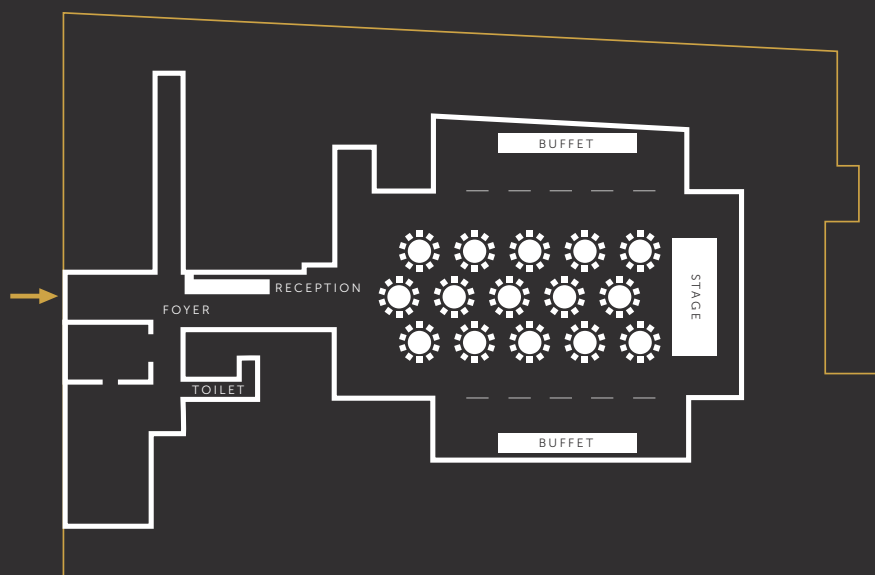 BUFFET
STAGE
RECEPTION
FOYER
TOILET
BUFFET